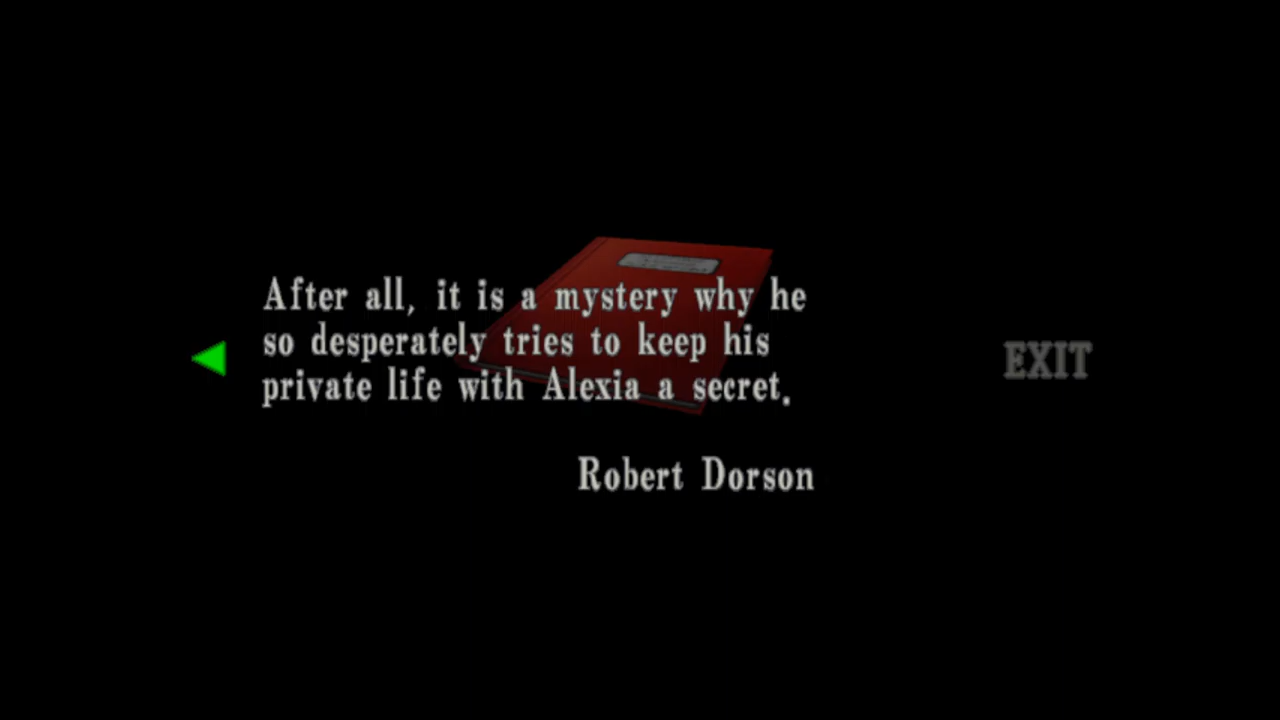 After all, it is a mystery why he
so desperately tries to keep his
private life with Alexia a secret.
EXIT
Robert Dorson